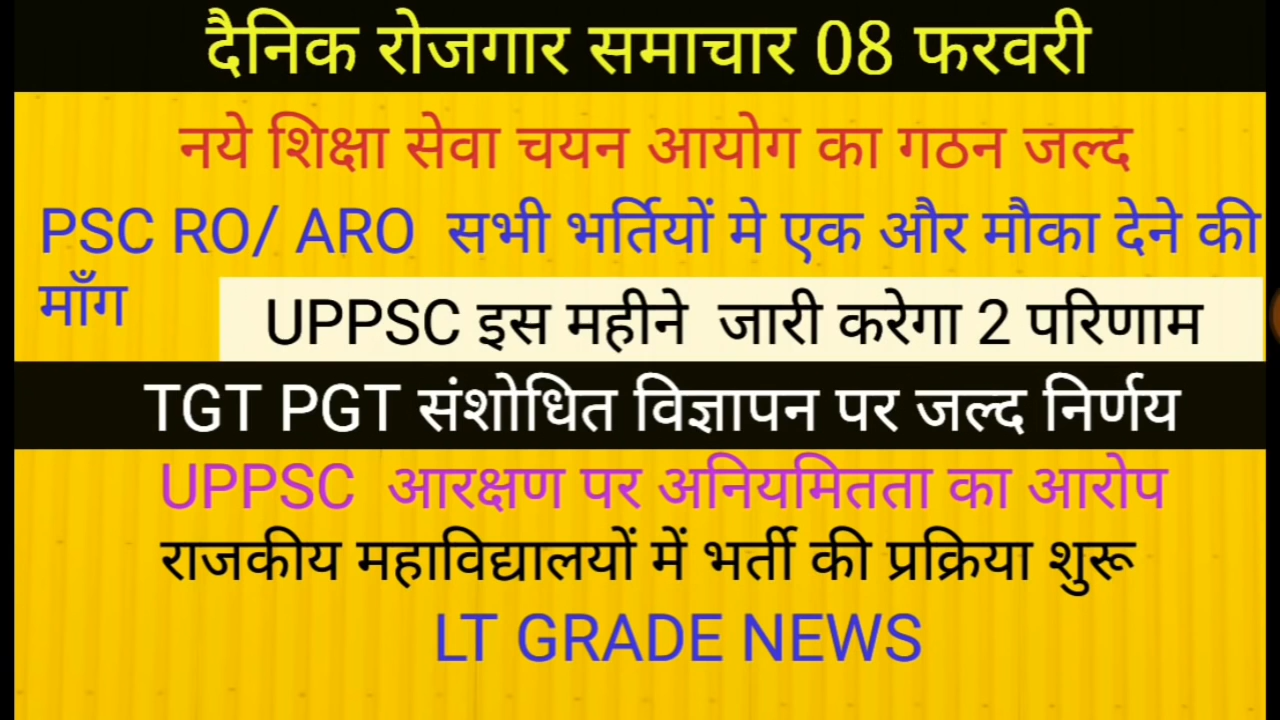 दैनिक रोजगार समाचार 08 फरवरी
नये शिक्षा सेवा चयन आयोग का गठन जल्द
PSC RO/ ARO सभी भर्तियों मे एक और मौका देने की
माँग
UPPSC इस महीने जारी करेगा 2 परिणाम
TGT PGT संशोधित विज्ञापन पर जल्द निर्णय
UPPSC आरक्षण पर अनियमितता का आरोप
राजकीय महाविद्यालयों में भर्ती की प्रक्रिया शुरू
LT GRADE NEWS